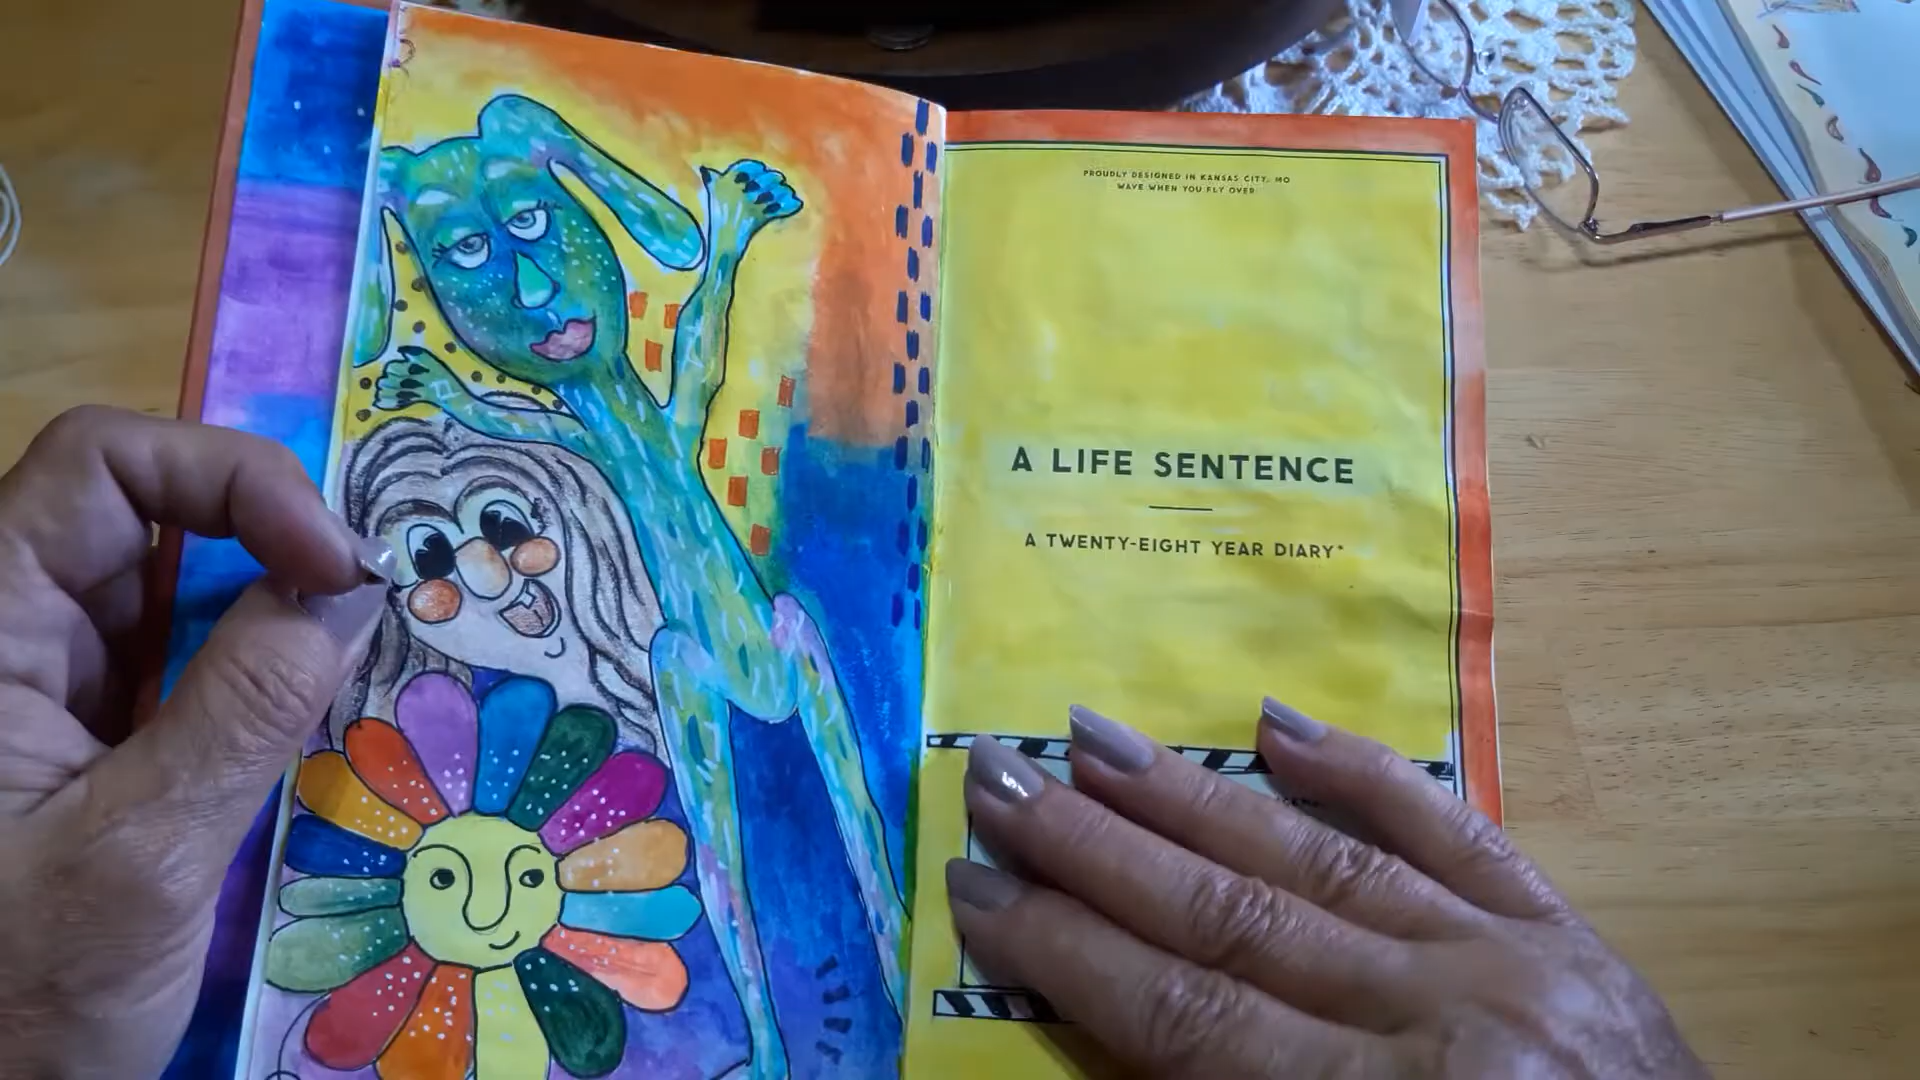 PROUDLY DESIGNED IN KANSAS CITY, MO
WAVE WHEN YOU FLY OVER
A LIFE SENTENCE
A TWENTY-EIGHT YEAR DIARY*